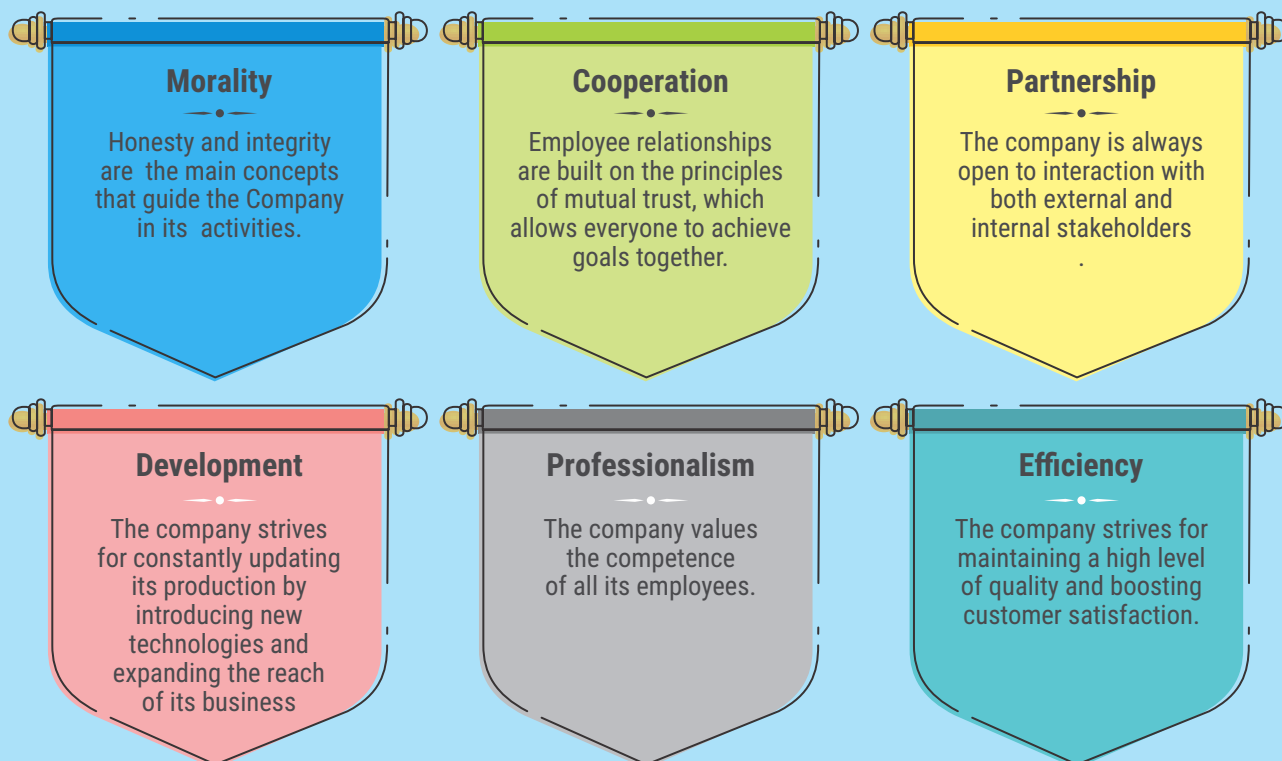 Morality
Honesty and integrity
are  the main concepts
that guide the Company
in its  activities.
Cooperation
Employee relationships
are built on the principles
of mutual trust, which
allows everyone to achieve
goals together.
Partnership
The company is always
open to interaction with
both external and
internal stakeholders
.
Development
The company strives
for constantly updating
its production by
introducing new
technologies and
expanding the reach
of its business
Professionalism
The company values
the competence
of all its employees.
Efficiency
The company strives for
maintaining a high level
of quality and boosting
customer satisfaction.